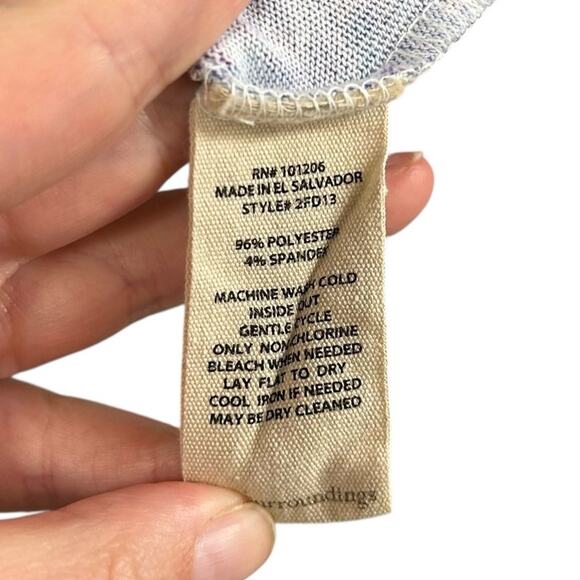 RN# 101206
MADE IN EL SALVADOR
STYLE# 2FD13
96% POLYESTER
4% SPANDEX
MACHINE WASH COLD
INSIDE OUT
GENTLE CYCLE
ONLY NON CHLORINE
BLEACH WHEN NEEDED
LAY FLAT TO DRY
COOL IRON IF NEEDED
MAY BE DRY CLEANED
surroundings